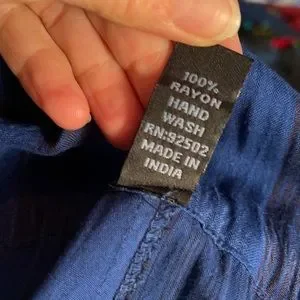 100%
RAYON
HAND
WASH
RN:92502
MADE IN
INDIA